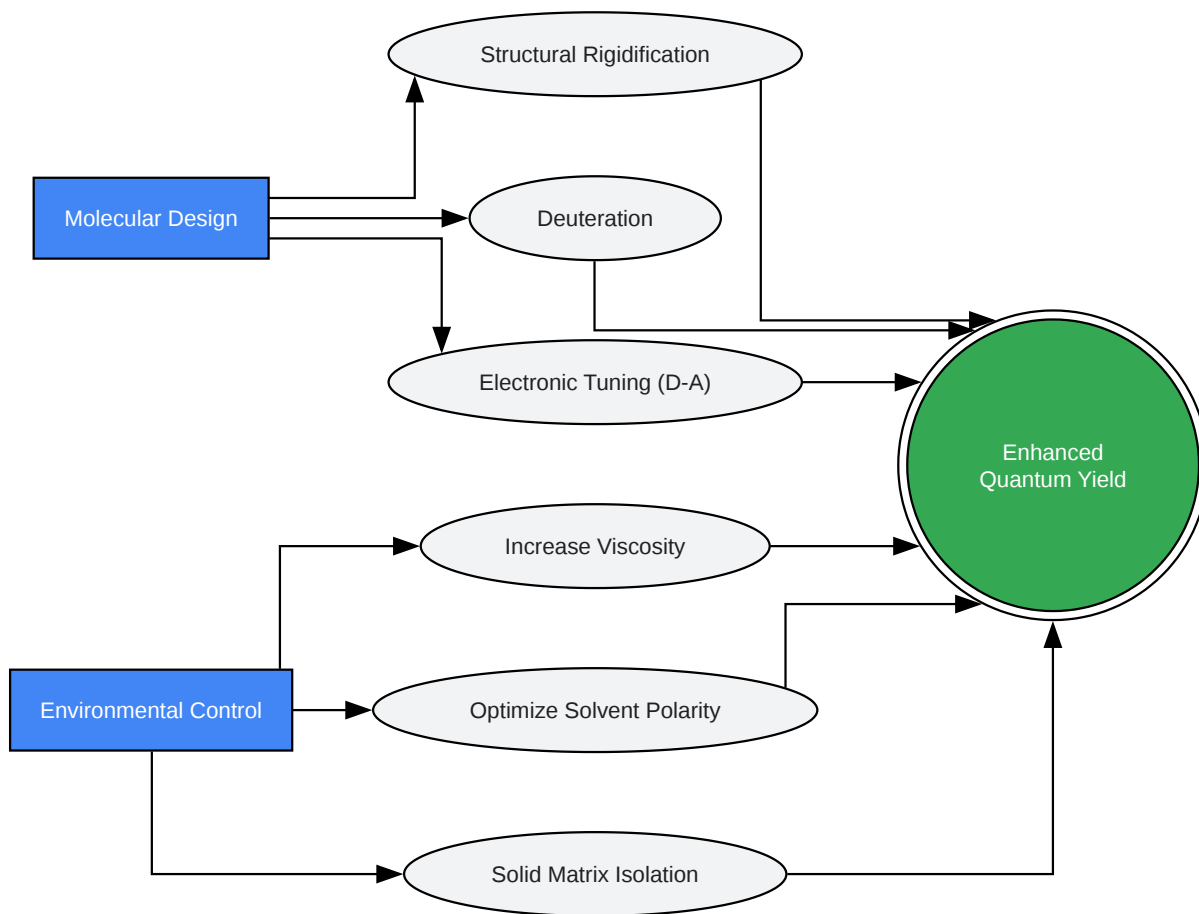 Structural Rigidification
Molecular Design
Deuteration
Electronic Tuning (D-A)
Enhanced
Quantum Yield
Increase Viscosity
Environmental Control
Optimize Solvent Polarity
Solid Matrix Isolation